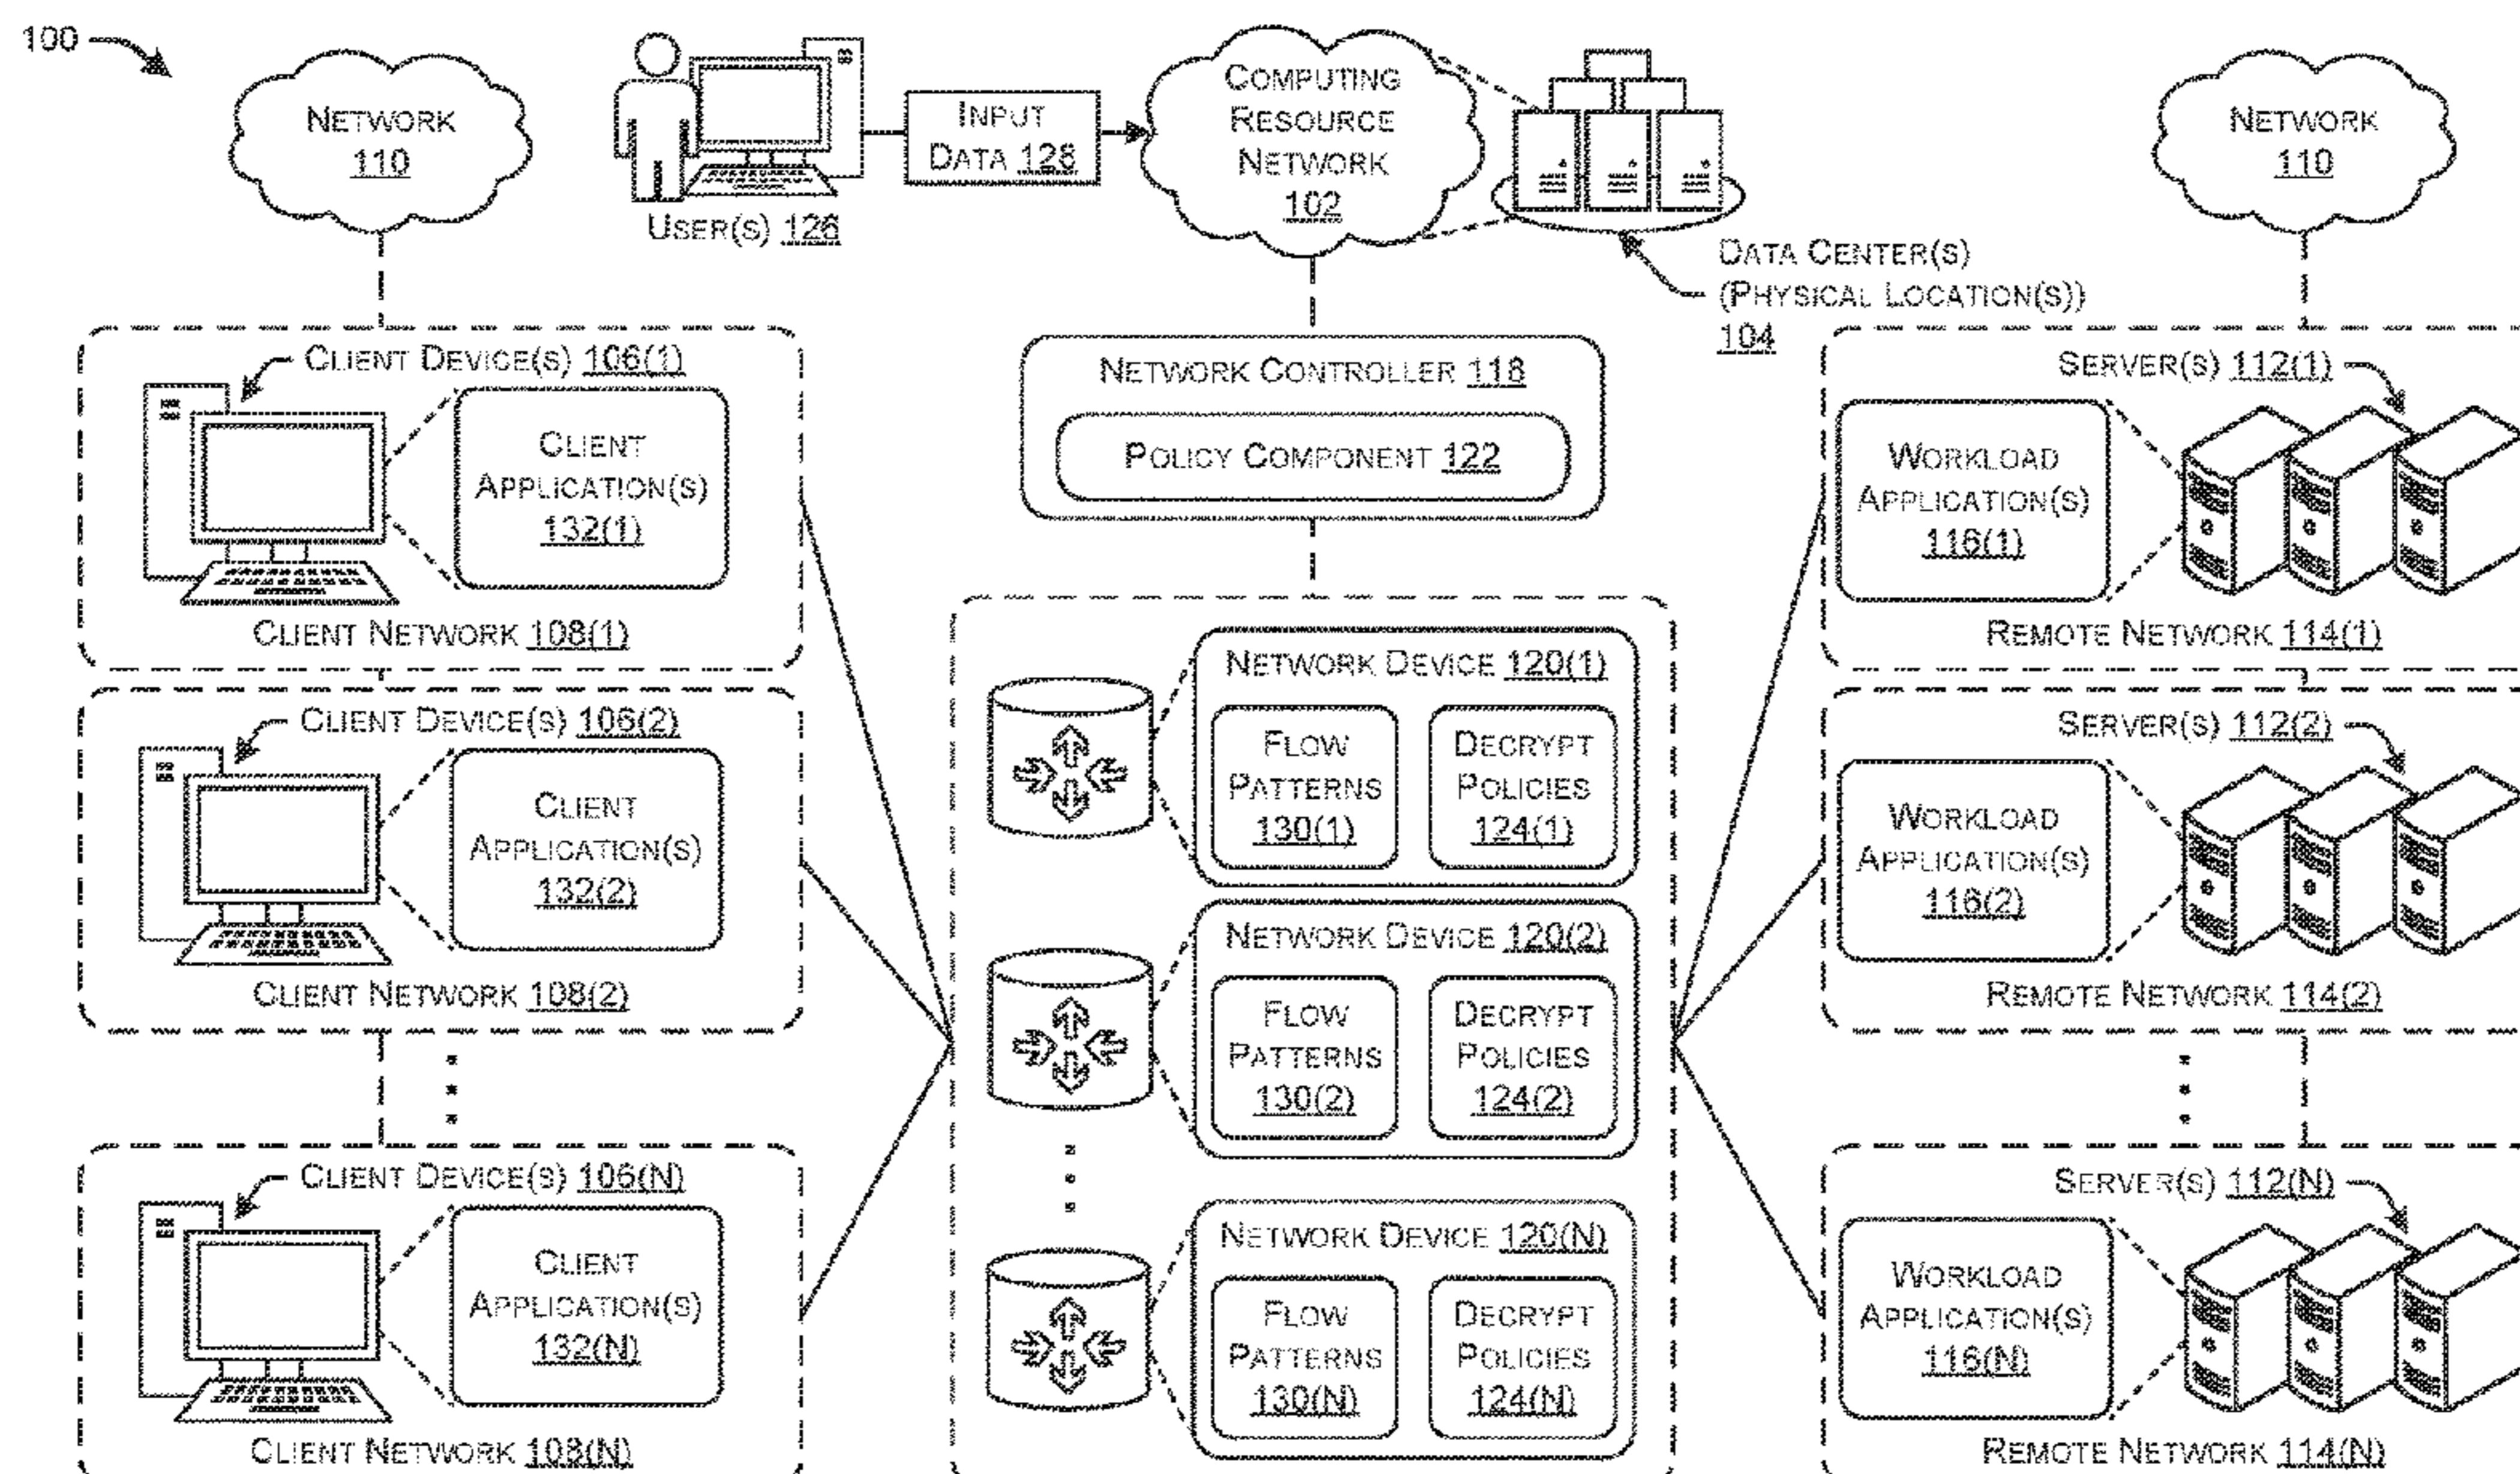 100
NETWORK
110
USER(S) 126
INPUT
DATA 128
COMPUTING
RESOURCE
NETWORK
102
DATA CENTER(S)
(PHYSICAL LOCATION(S))
104
NETWORK
110
CLIENT DEVICE(S) 106(1)
CLIENT
APPLICATION(S)
132(1)
CLIENT NETWORK 108(1)
CLIENT DEVICE(S) 106(2)
CLIENT
APPLICATION(S)
132(2)
CLIENT NETWORK 108(2)
CLIENT DEVICE(S) 106(N)
CLIENT
APPLICATION(S)
132(N)
CLIENT NETWORK 108(N)
NETWORK CONTROLLER 118
POLICY COMPONENT 122
NETWORK DEVICE 120(1)
FLOW
PATTERNS
130(1)
DECRYPT
POLICIES
124(1)
NETWORK DEVICE 120(2)
FLOW
PATTERNS
130(2)
DECRYPT
POLICIES
124(2)
NETWORK DEVICE 120(N)
FLOW
PATTERNS
130(N)
DECRYPT
POLICIES
124(N)
SERVER(S) 112(1)
WORKLOAD
APPLICATION(S)
116(1)
REMOTE NETWORK 114(1)
SERVER(S) 112(2)
WORKLOAD
APPLICATION(S)
116(2)
REMOTE NETWORK 114(2)
SERVER(S) 112(N)
WORKLOAD
APPLICATION(S)
116(N)
REMOTE NETWORK 114(N)